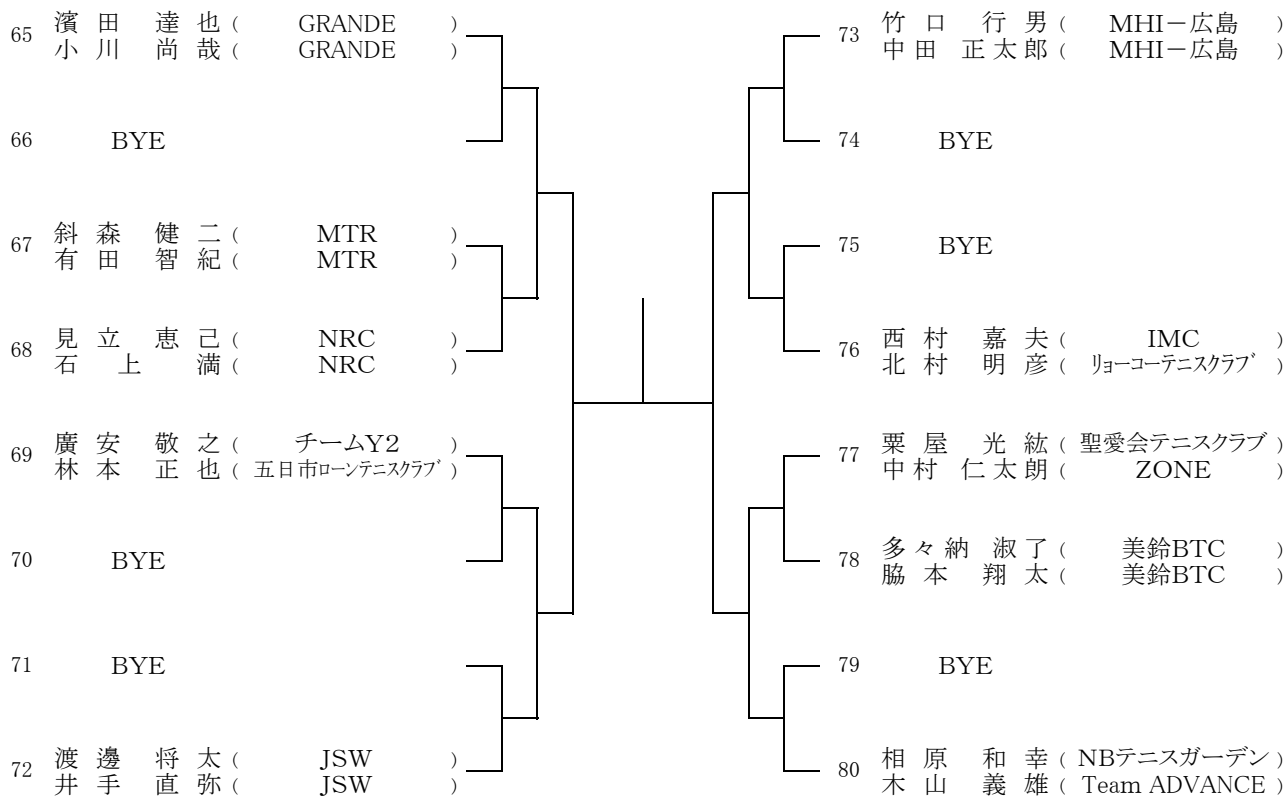 65 濱田 達也 ( GRANDE )
小川 尚哉 ( GRANDE )
66 BYE
67 斜森 健二 ( MTR )
有田 智紀 ( MTR )
68 見立 恵己 ( NRC )
石上 満 ( NRC )
69 廣安 敬之 ( チームY2 )
林本 正也 ( 五日市ローンテニスクラブ )
70 BYE
71 BYE
72 渡邊 将太 ( JSW )
井手 直弥 ( JSW )
73 竹口 行男 ( MHI－広島 )
中田 正太郎 ( MHI－広島 )
74 BYE
75 BYE
76 西村 嘉夫 ( IMC )
北村 明彦 ( リョーコーテニスクラブ )
77 粟屋 光紘 ( 聖愛会テニスクラブ )
中村 仁太朗 ( ZONE )
78 多々納 淑了 ( 美鈴BTC )
脇本 翔太 ( 美鈴BTC )
79 BYE
80 相原 和幸 ( NBテニスガーデン )
木山 義雄 ( Team ADVANCE )